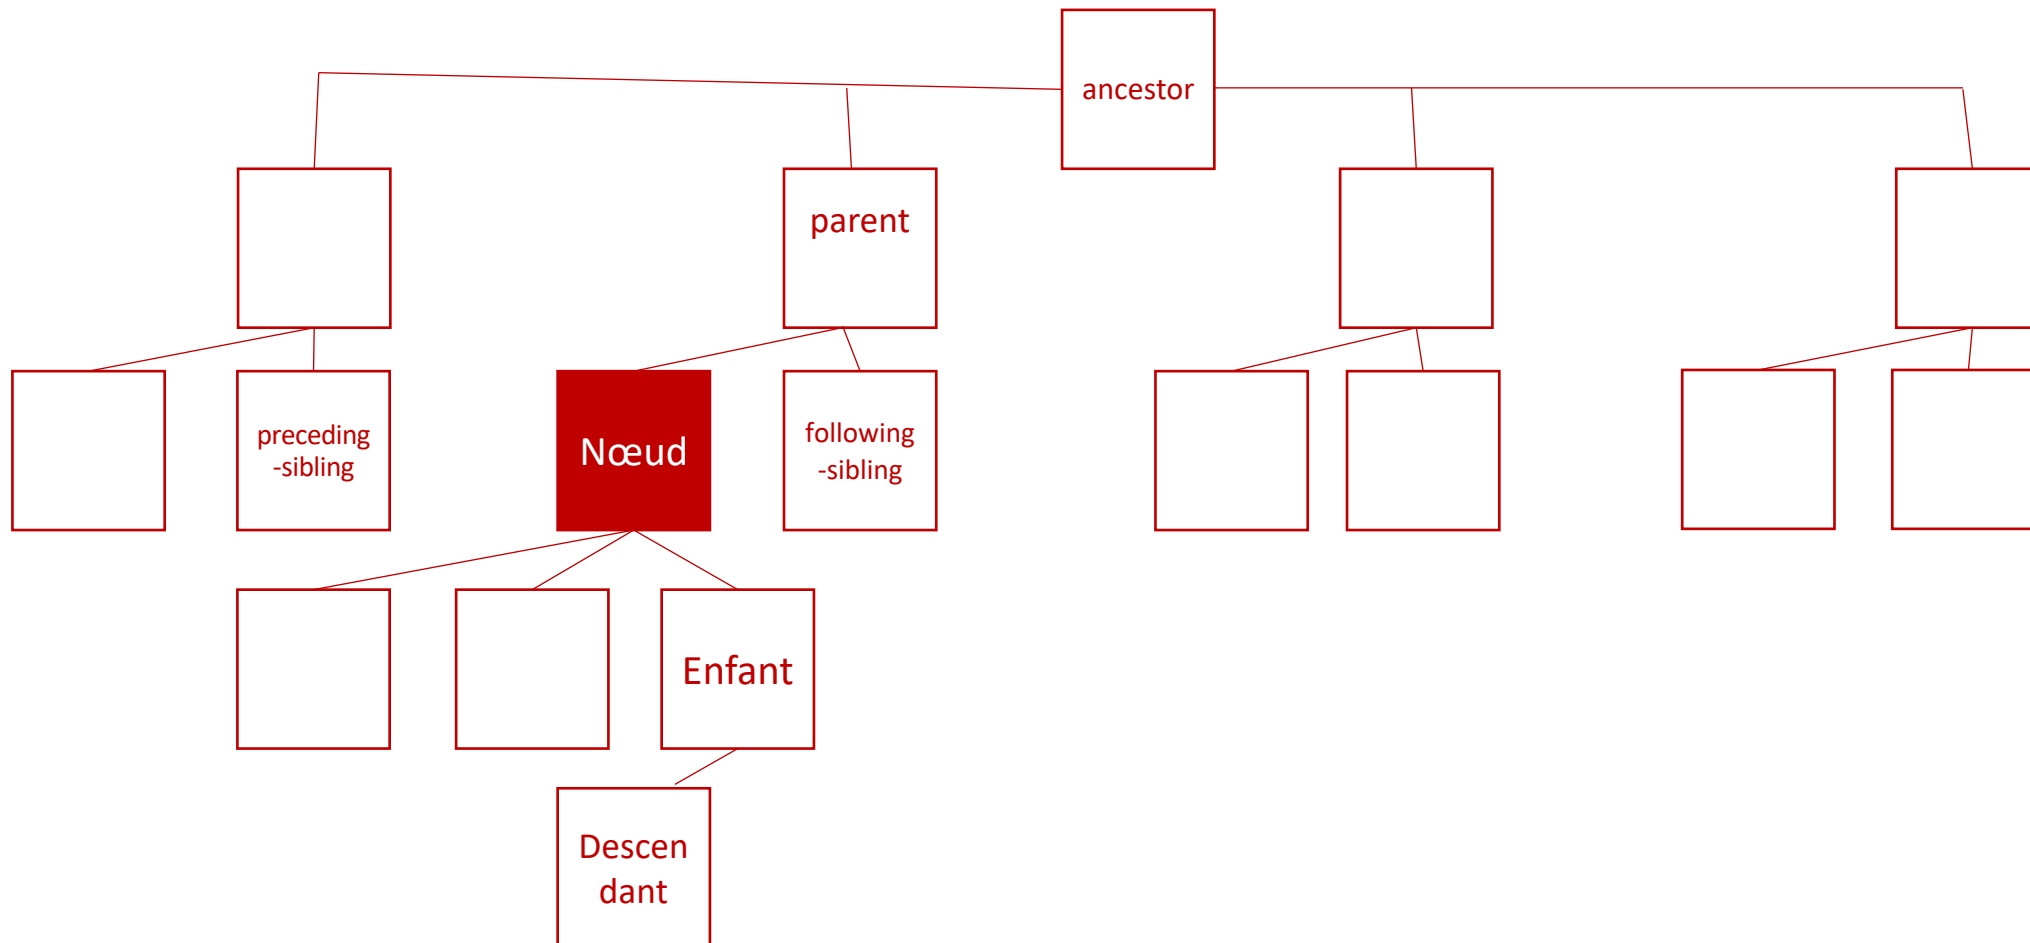 ancestor
parent
preceding
-sibling
Nœud
following
-sibling
Enfant
Descen
dant